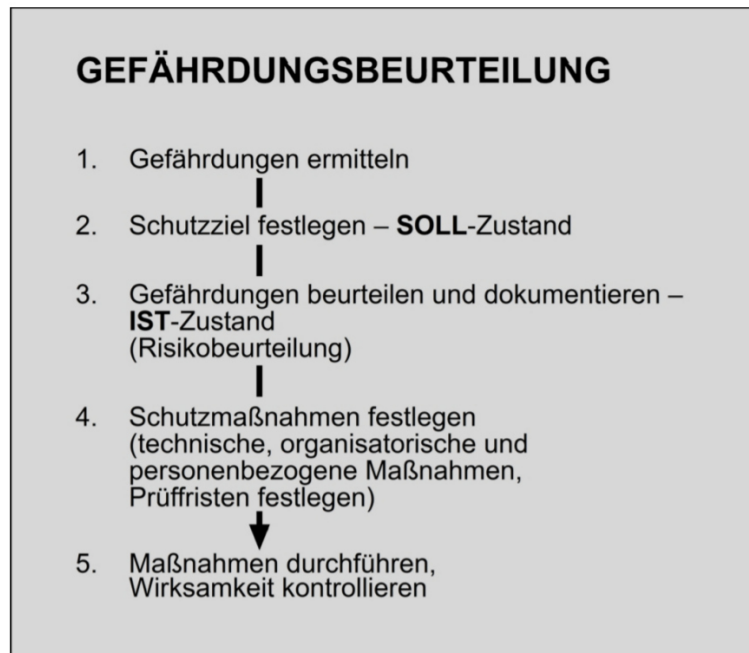 GEFÄHRDUNGSBEURTEILUNG
1. Gefährdungen ermitteln
2. Schutzziel festlegen – SOLL-Zustand
3. Gefährdungen beurteilen und dokumentieren –
IST-Zustand
(Risikobeurteilung)
4. Schutzmaßnahmen festlegen
(technische, organisatorische und
personenbezogene Maßnahmen,
Prüffristen festlegen)
5. Maßnahmen durchführen,
Wirksamkeit kontrollieren